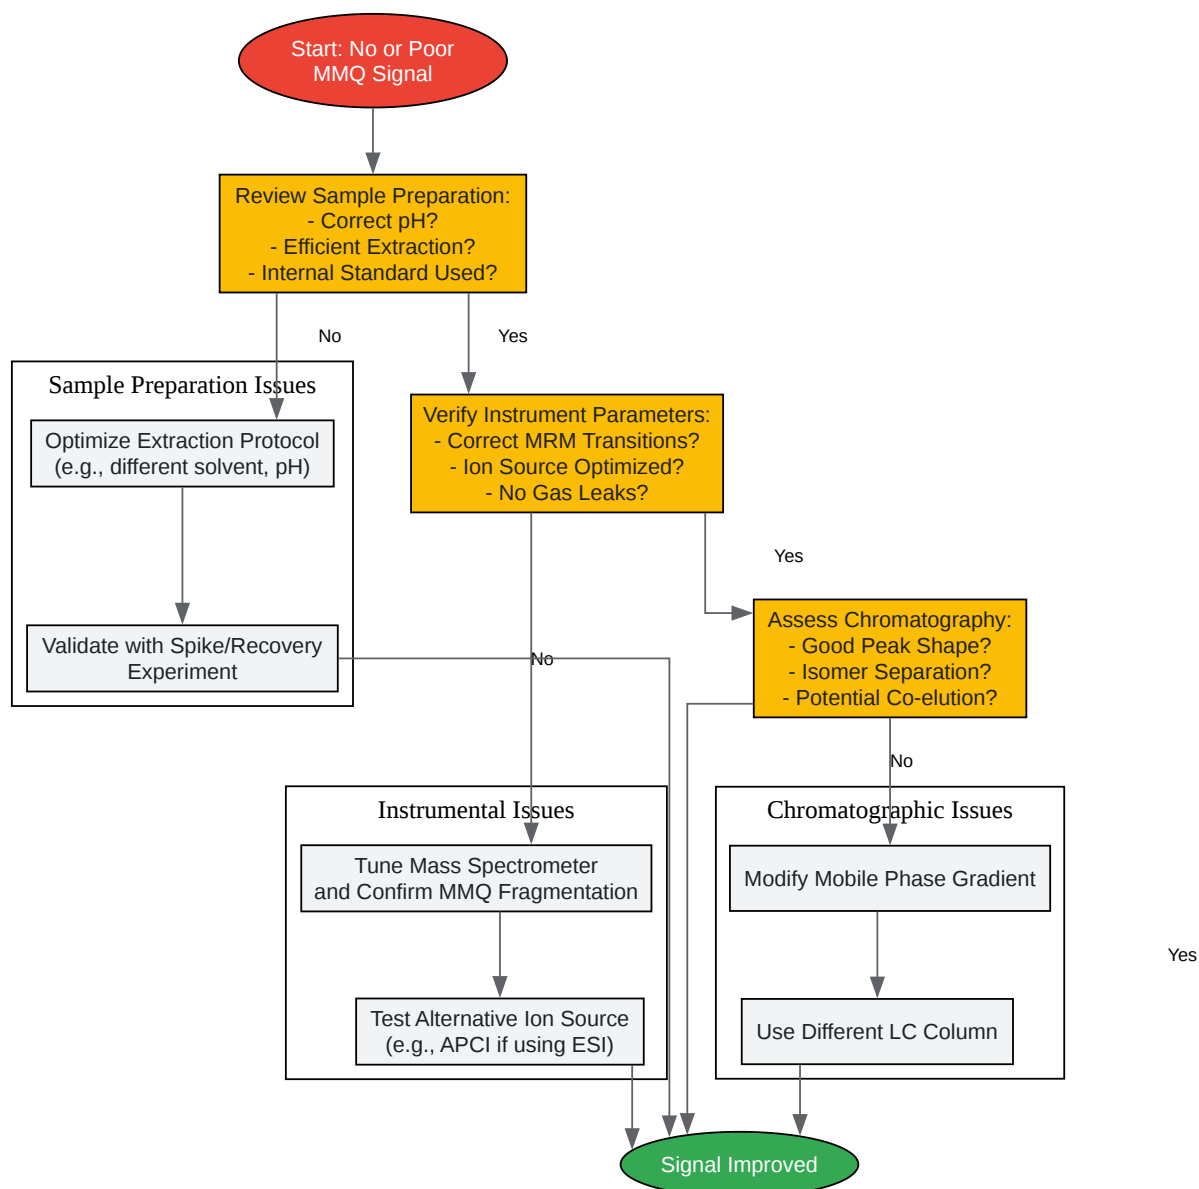 Start: No or Poor
MMQ Signal
Review Sample Preparation:
- Correct pH?
- Efficient Extraction?
- Internal Standard Used?
No
Yes
Sample Preparation Issues
Optimize Extraction Protocol
(e.g., different solvent, pH)
Verify Instrument Parameters:
- Correct MRM Transitions?
- Ion Source Optimized?
- No Gas Leaks?
Yes
Validate with Spike/Recovery
Experiment
No
Assess Chromatography:
- Good Peak Shape?
- Isomer Separation?
- Potential Co-elution?
No
Instrumental Issues
Tune Mass Spectrometer
and Confirm MMQ Fragmentation
Test Alternative Ion Source
(e.g., APCI if using ESI)
Chromatographic Issues
Modify Mobile Phase Gradient
Use Different LC Column
Yes
Signal Improved